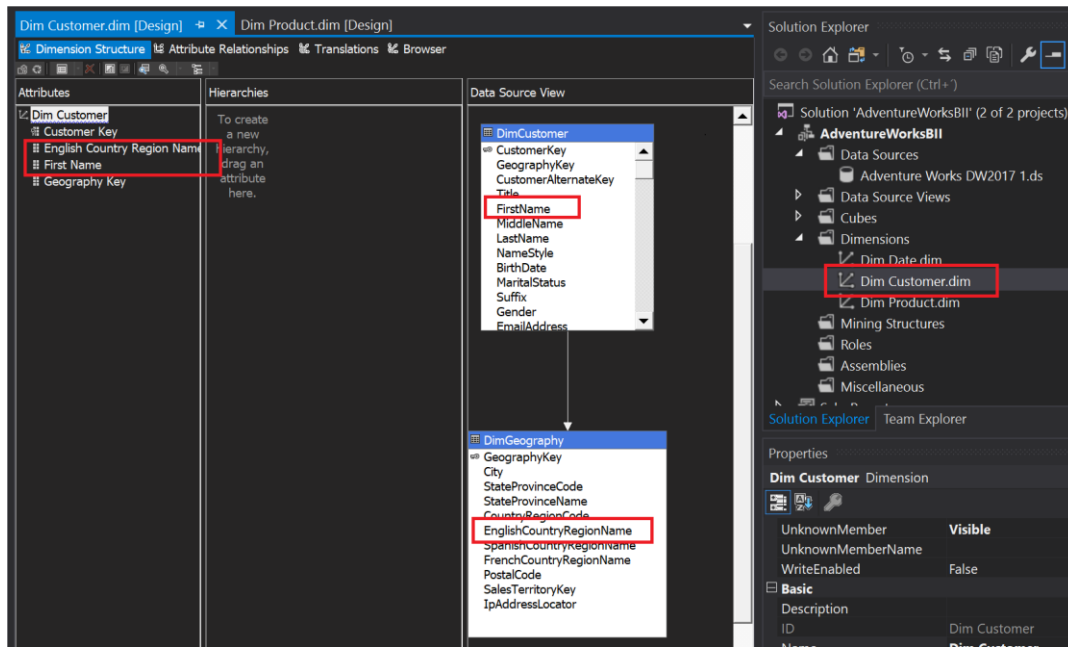 Dim Customer.dim [Design]
Dim Product.dim [Design]
Dimension Structure
Attribute Relationships
Translations
Browser
Attributes
Dim Customer
Customer Key
English Country Region Name
First Name
Geography Key
Hierarchies
To create
a new
hierarchy,
drag an
attribute
here.
Data Source View
DimCustomer
CustomerKey
GeographyKey
CustomerAlternateKey
Title
FirstName
MiddleName
LastName
NameStyle
BirthDate
MaritalStatus
Suffix
Gender
EmailAddress
DimGeography
GeographyKey
City
StateProvinceCode
StateProvinceName
CountryRegionCode
EnglishCountryRegionName
SpanishCountryRegionName
FrenchCountryRegionName
PostalCode
SalesTerritoryKey
IpAddressLocator
Solution Explorer
Search Solution Explorer (Ctrl+´)
Solution 'AdventureWorksBII' (2 of 2 projects)
AdventureWorksBII
Data Sources
Adventure Works DW2017 1.ds
Data Source Views
Cubes
Dimensions
Dim Date.dim
Dim Customer.dim
Dim Product.dim
Mining Structures
Roles
Assemblies
Miscellaneous
Solution Explorer
Team Explorer
Properties
Dim Customer Dimension
UnknownMember Visible
UnknownMemberName
WriteEnabled False
Basic
Description
ID Dim Customer
Name Dim Customer